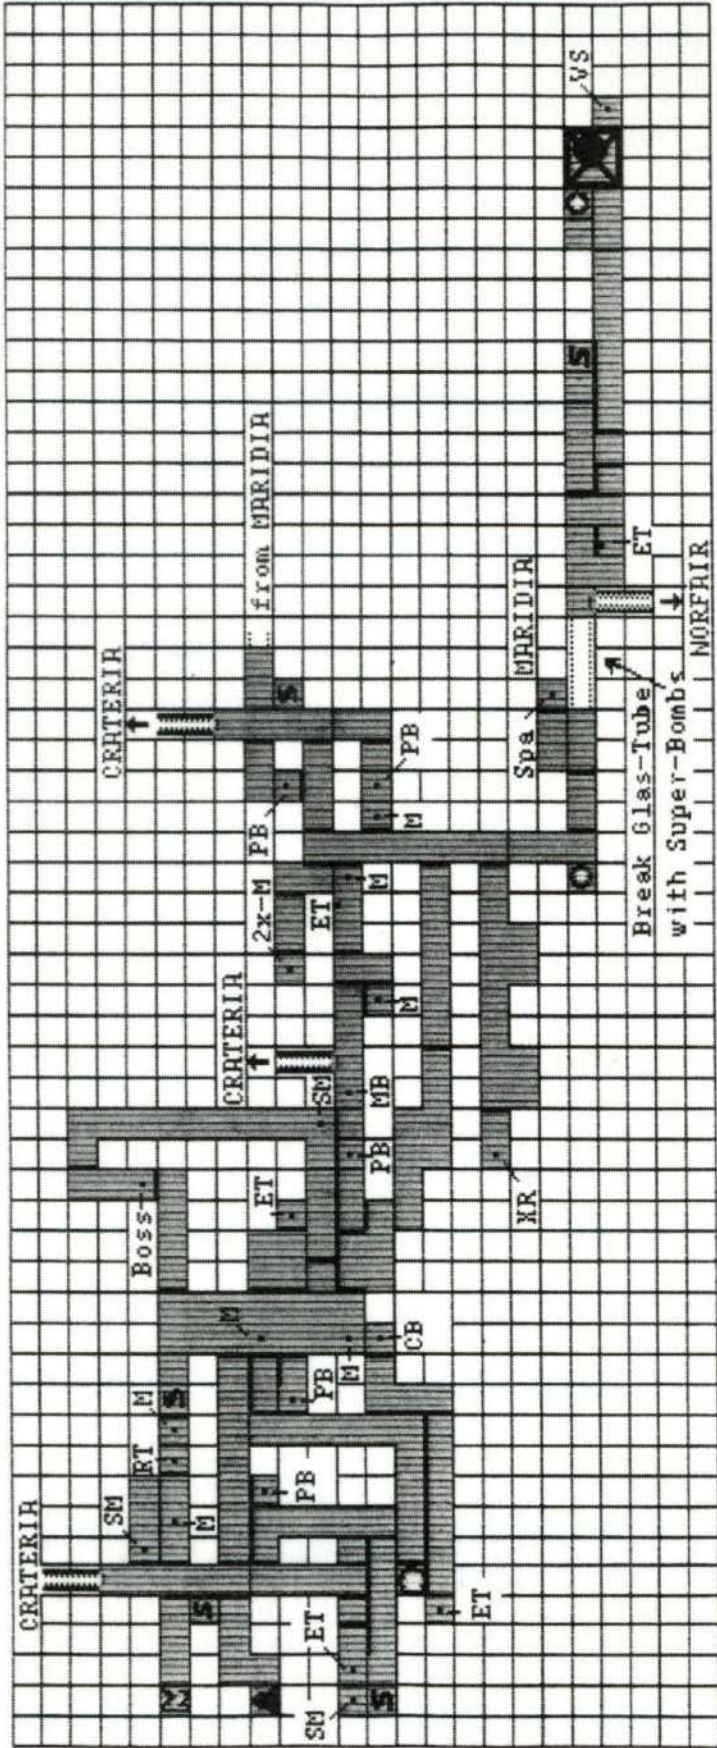 CRATERIA
SM
CRATERIA
RT
M
Boss
M
S
S
M
M
CRATERIA
2x-M
PB
from MARIDIA
ET
S
SM
ET
PB
PB
SM
ET
M
S
PB
MB
M
CB
M
M
PB
ET
XR
Spa
MARIDIA
S
VS
Break Glas-Tube
ET
with Super-Bombs
NORFAIR